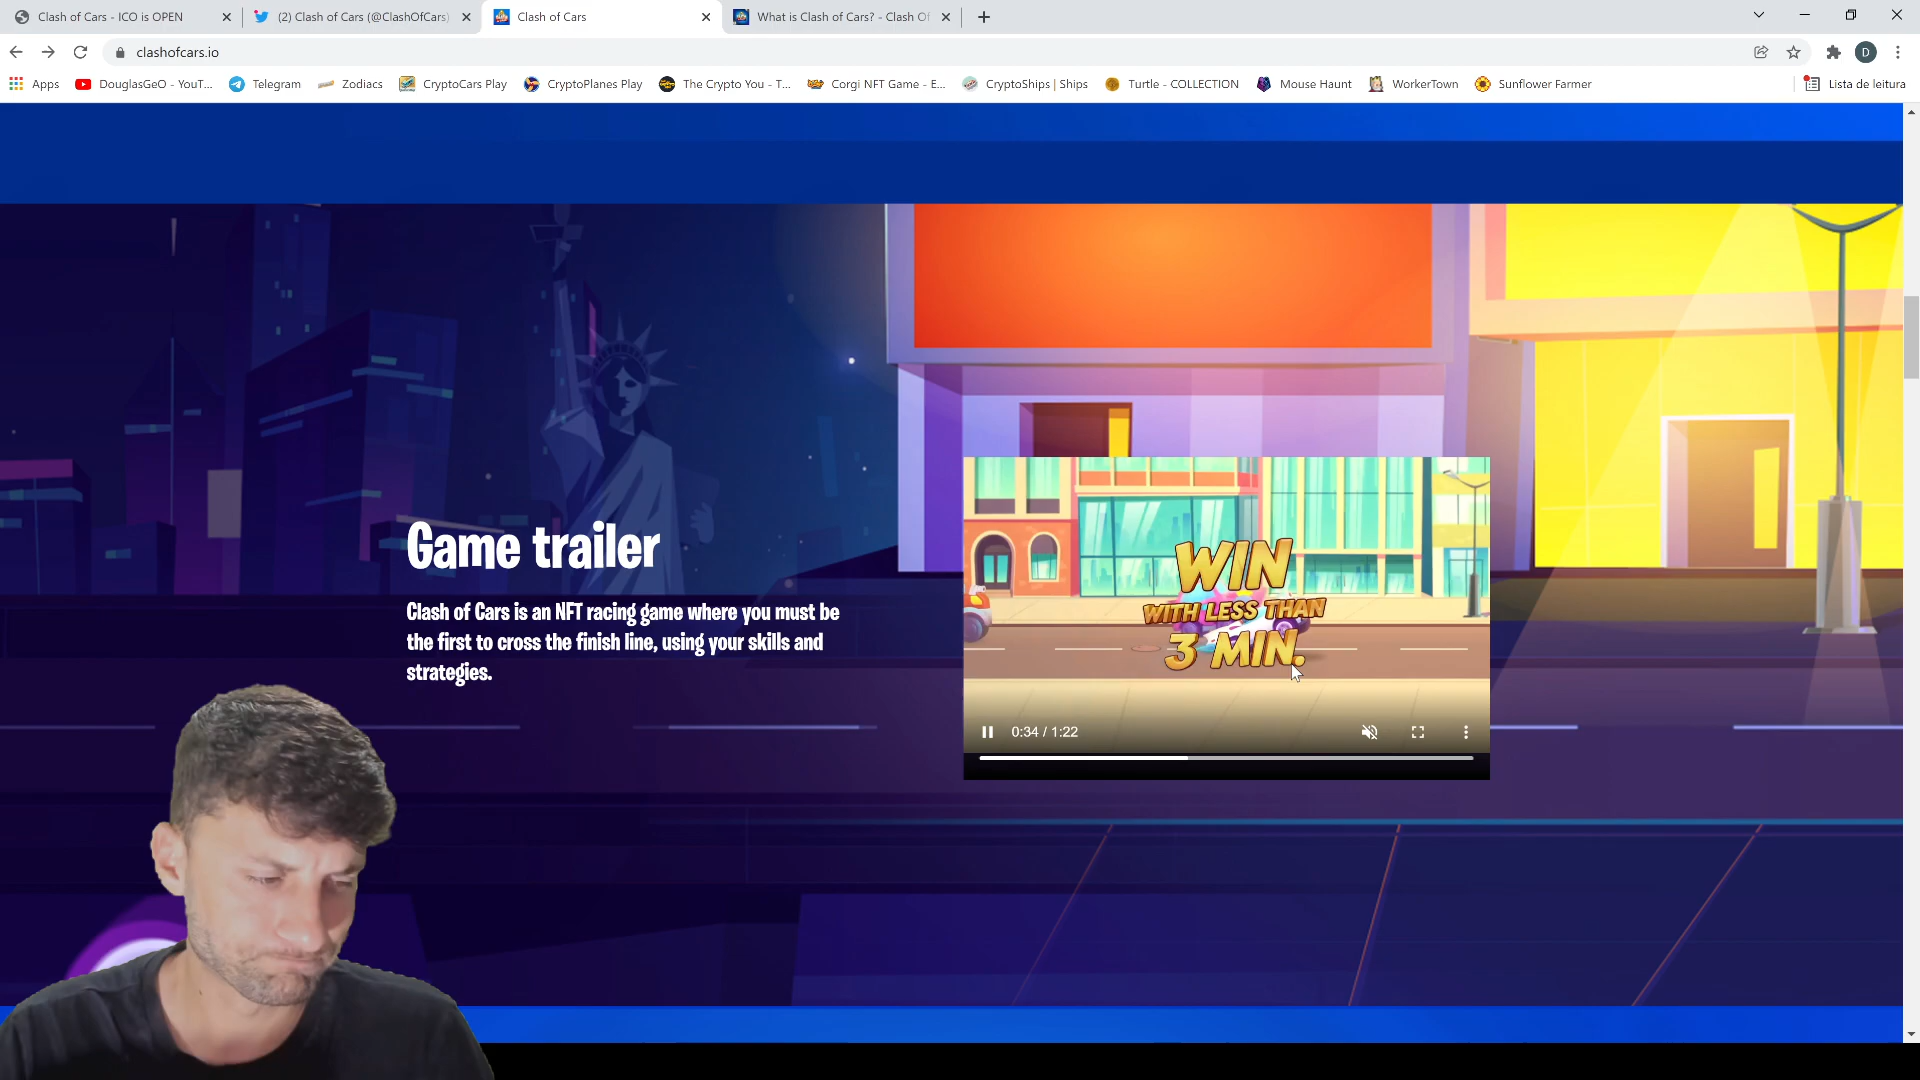 Clash of Cars - ICO is OPEN
(2) Clash of Cars (@ClashOfCars)
Clash of Cars
What is Clash of Cars? - Clash Of
clashofcars.io
D
Apps
DouglasGeO - YouT...
Telegram
Zodiacs
CryptoCars Play
CryptoPlanes Play
The Crypto You - T...
Corgi NFT Game - E...
CryptoShips | Ships
Turtle - COLLECTION
Mouse Haunt
WorkerTown
Sunflower Farmer
Lista de leitura
Game trailer
Clash of Cars is an NFT racing game where you must be
the first to cross the finish line, using your skills and
strategies.
WIN
WITH LESS THAN
3 MIN.
0:34 / 1:22